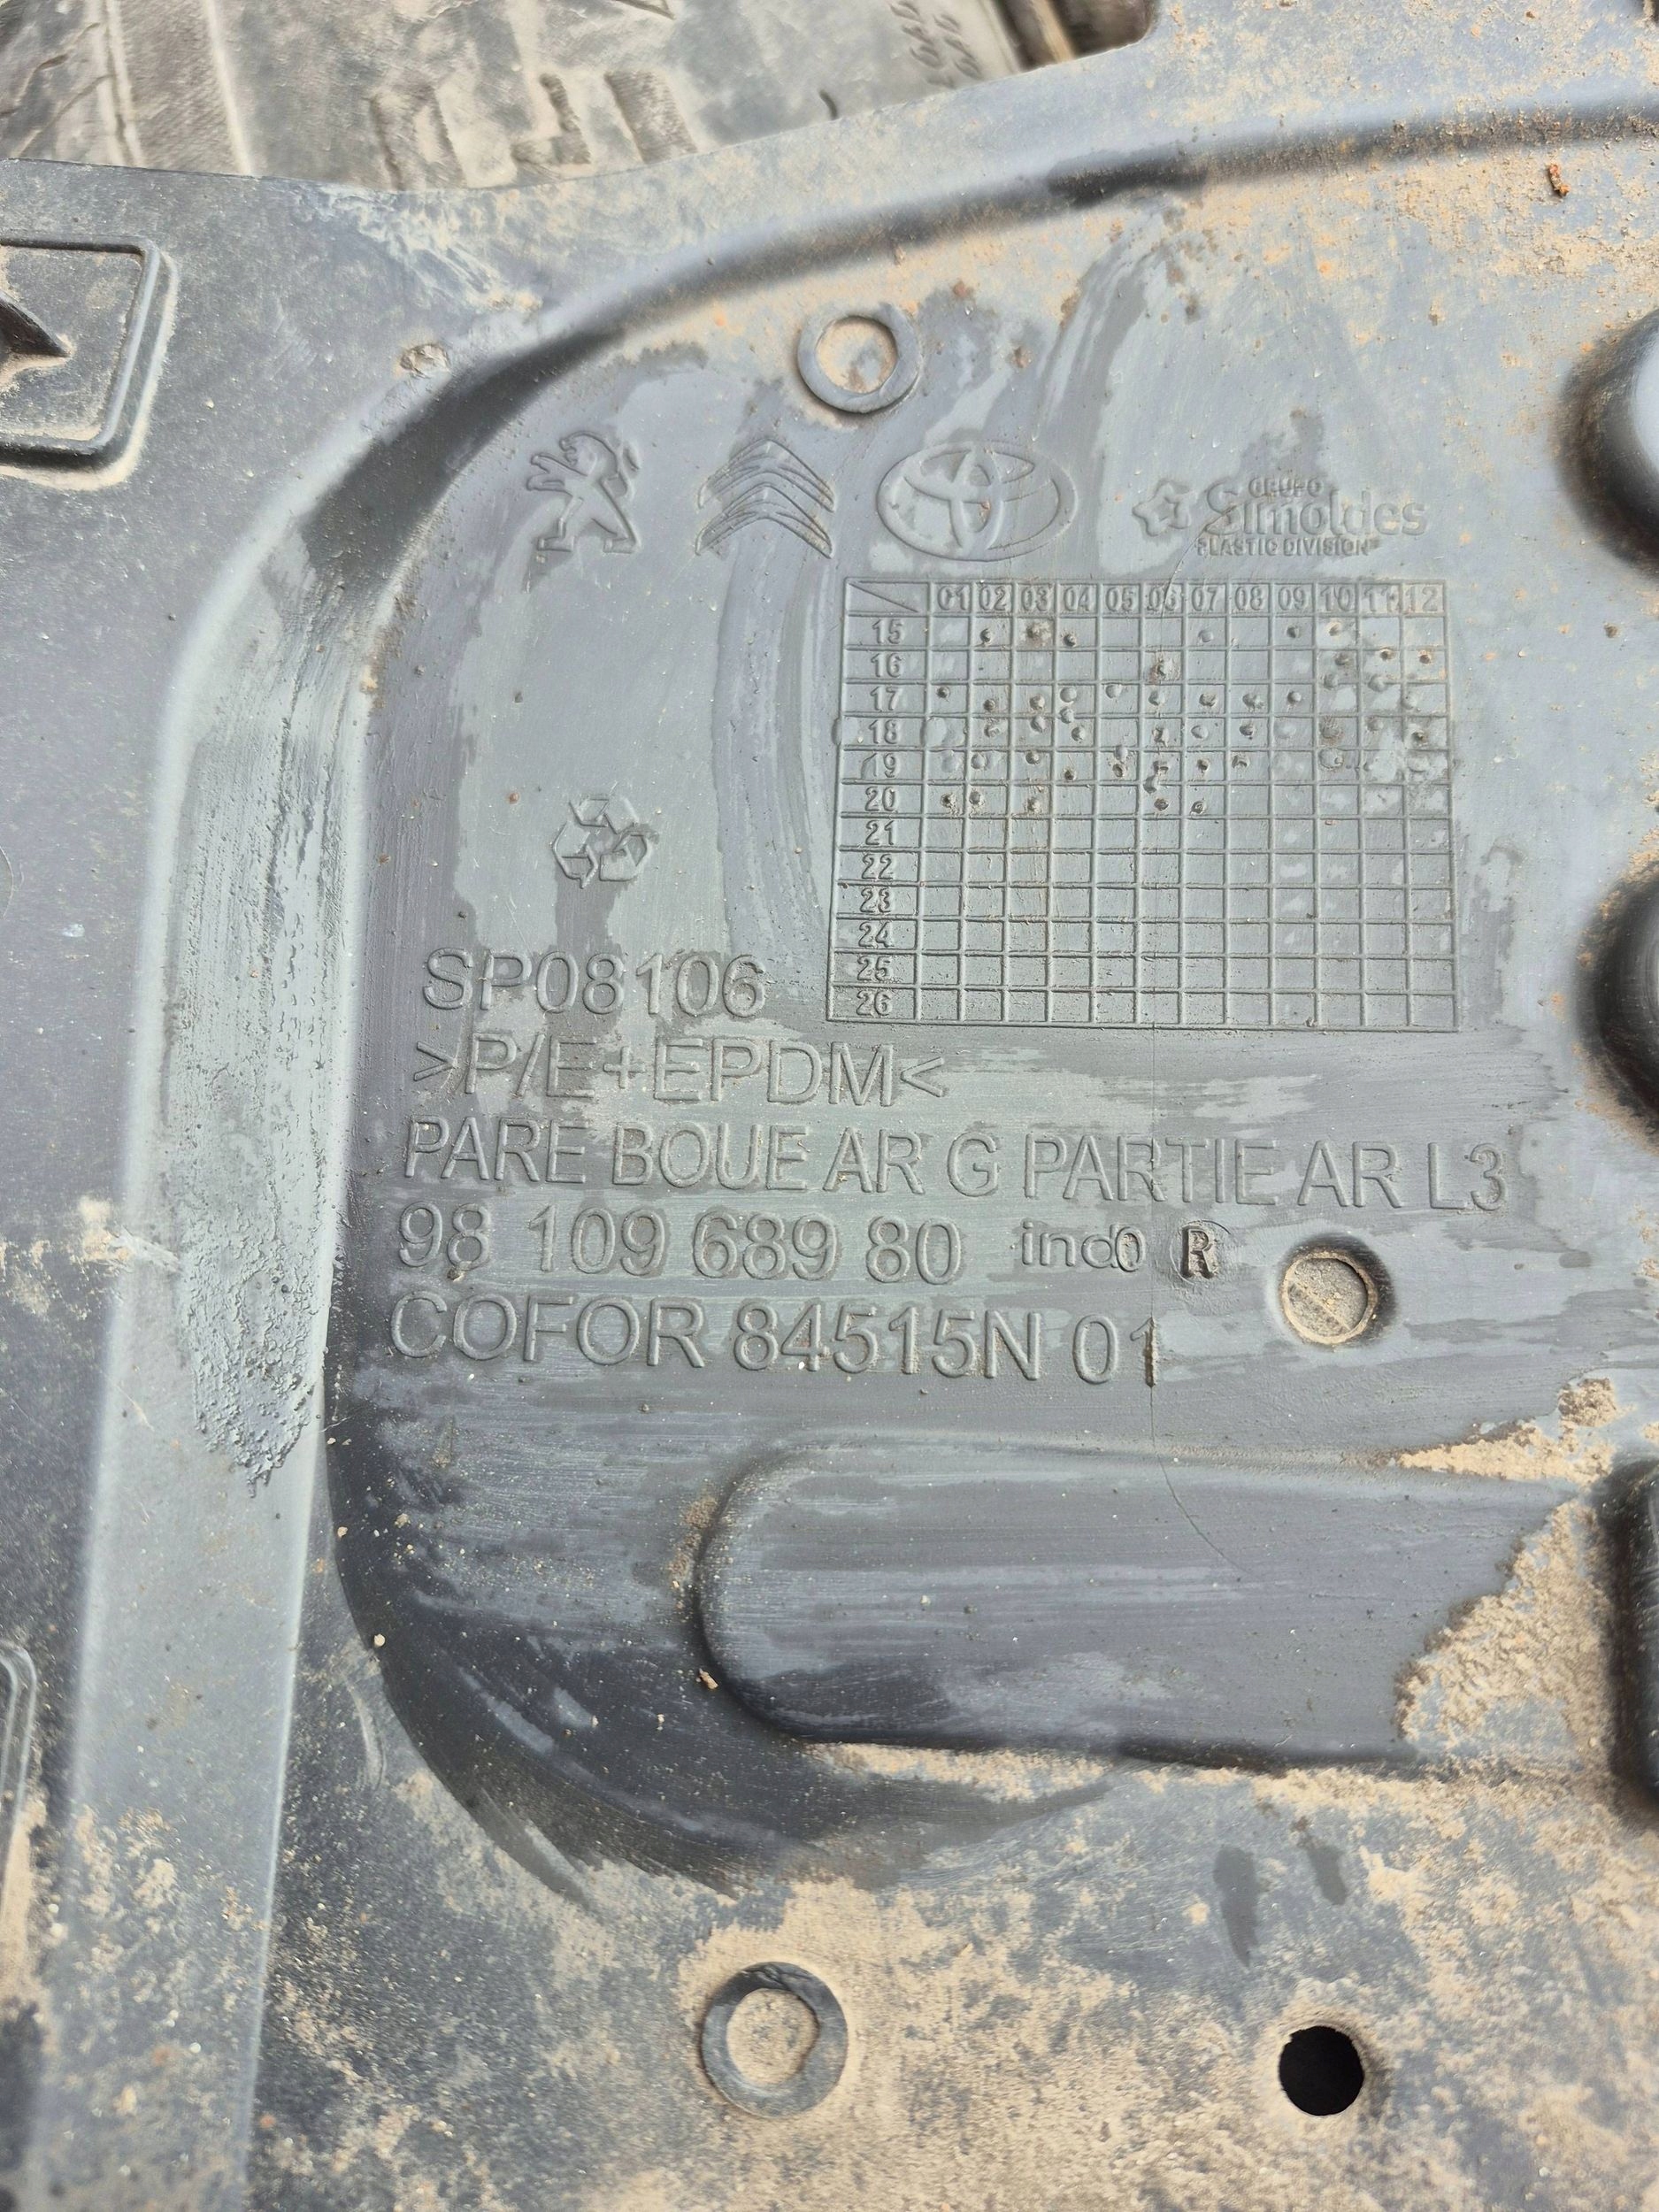 GRUPO
Simoldes
PLASTIC DIVISION
01 02 03 04 05 06 07 08 09 10 11 12
15
16
17
18
19
20
21
22
23
24
25
26
SP08106
>P/E+EPDM<
PARE BOUE AR G PARTIE AR L3
98 109 689 80 ind0 R
COFOR 84515N 01